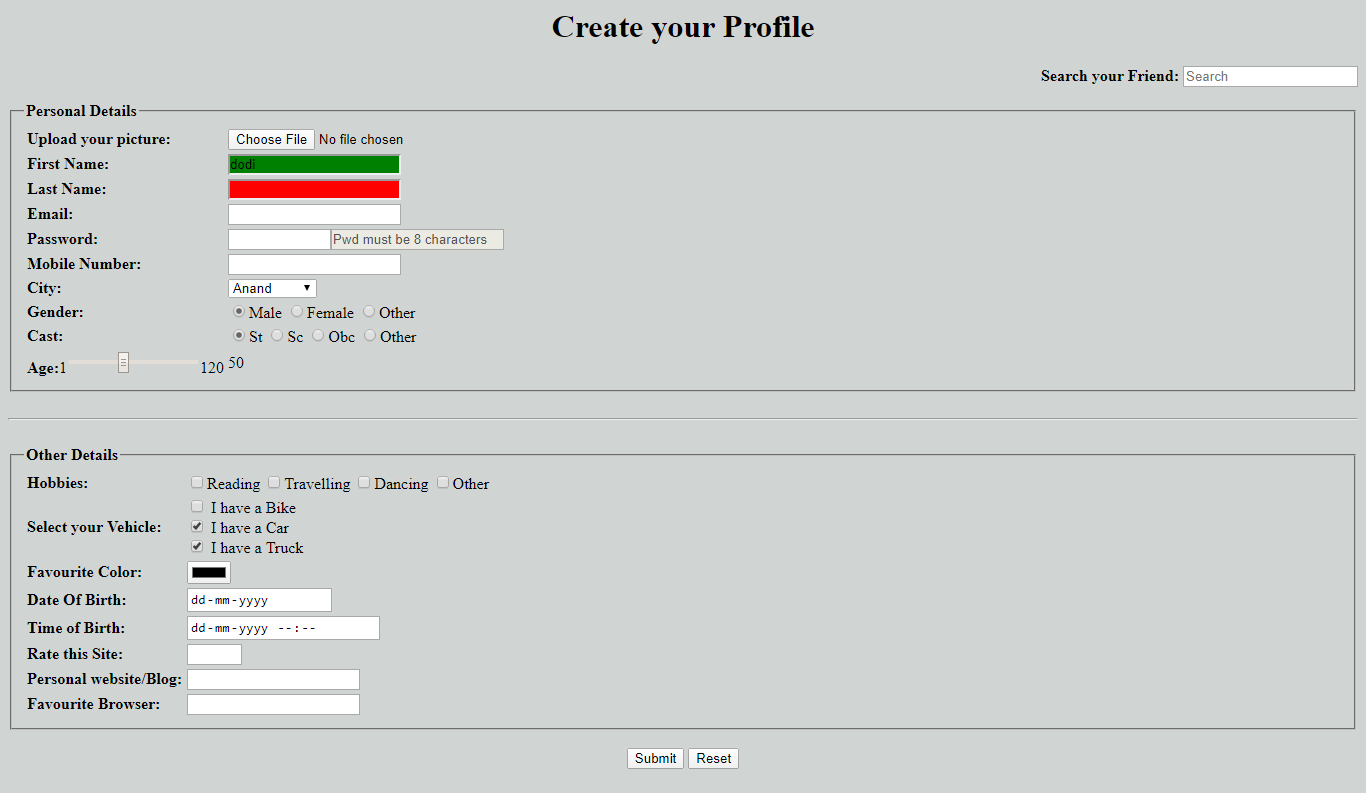 Create your Profile
Search your Friend: Search
Personal Details
Upload your picture: Choose File No file chosen
First Name: dodi
Last Name:
Email:
Password: Pwd must be 8 characters
Mobile Number:
City: Anand
Gender: Male Female Other
Cast: St Sc Obc Other
Age:1 120 50
Other Details
Hobbies: Reading Travelling Dancing Other
I have a Bike
Select your Vehicle: I have a Car
I have a Truck
Favourite Color:
Date Of Birth: dd-mm-yyyy
Time of Birth: dd-mm-yyyy --:--
Rate this Site:
Personal website/Blog:
Favourite Browser:
Submit Reset